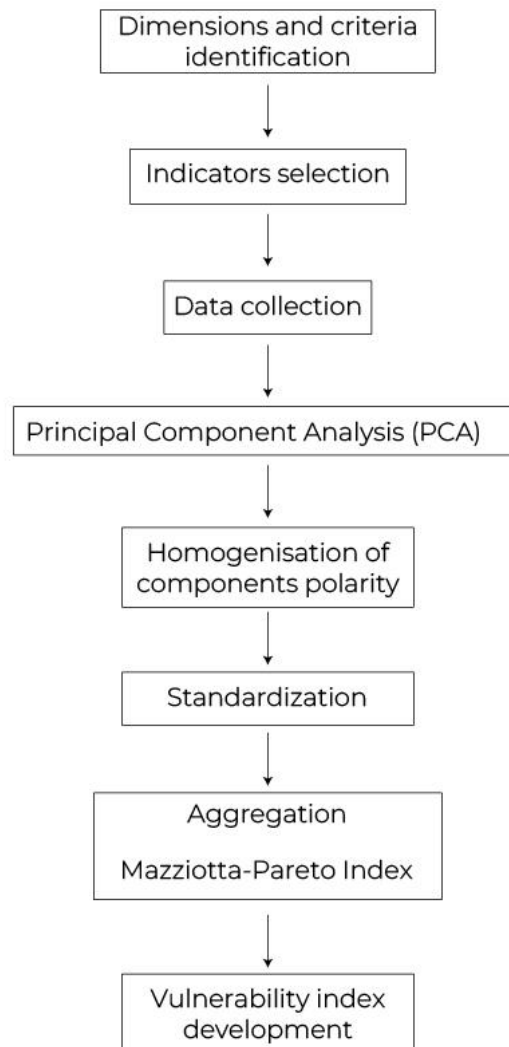 Dimensions and criteria
identification
Indicators selection
Data collection
Principal Component Analysis (PCA)
Homogenisation of
components polarity
Standardization
Aggregation
Mazziotta-Pareto Index
Vulnerability index
development